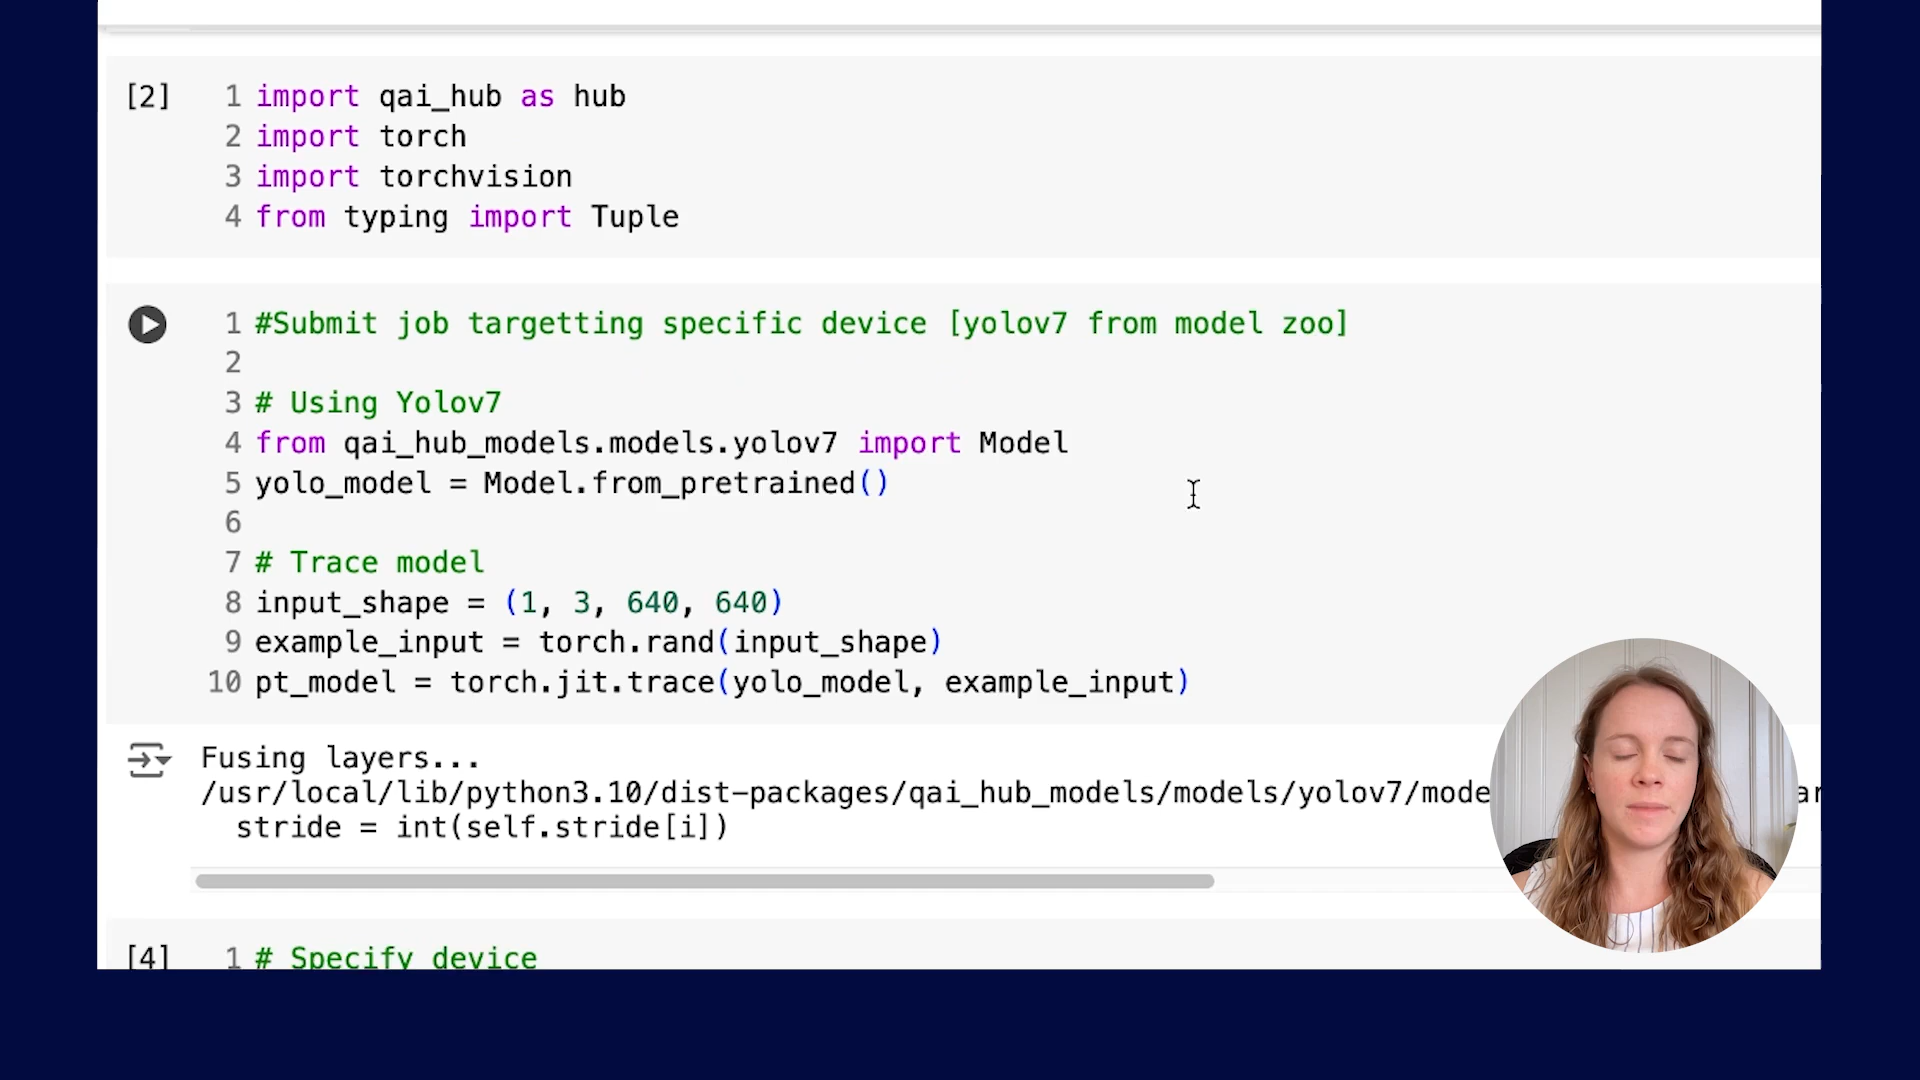 [2] 1 import qai_hub as hub
2 import torch
3 import torchvision
4 from typing import Tuple
1 #Submit job targetting specific device [yolov7 from model zoo]
2
3 # Using Yolov7
4 from qai_hub_models.models.yolov7 import Model
5 yolo_model = Model.from_pretrained()
6
7 # Trace model
8 input_shape = (1, 3, 640, 640)
9 example_input = torch.rand(input_shape)
10 pt_model = torch.jit.trace(yolo_model, example_input)
Fusing layers...
/usr/local/lib/python3.10/dist-packages/qai_hub_models/models/yolov7/mode
stride = int(self.stride[i])
[4] 1 # Specify device